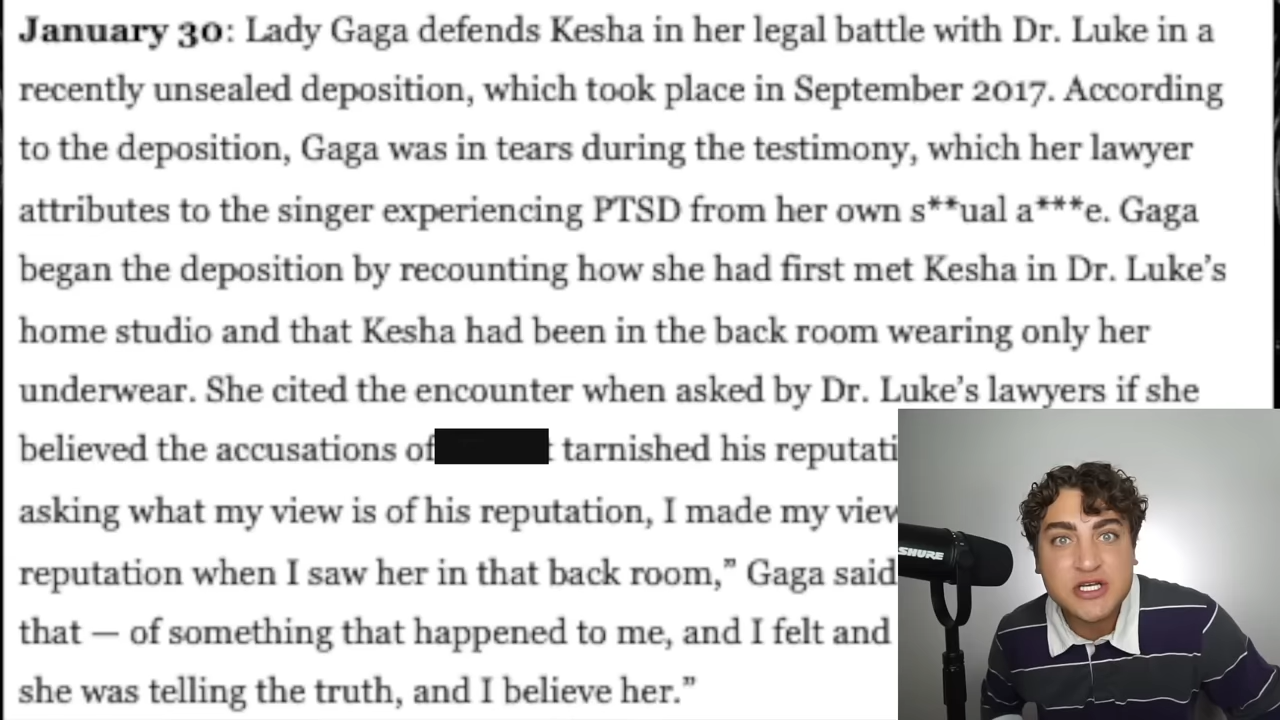 January 30: Lady Gaga defends Kesha in her legal battle with Dr. Luke in a
recently unsealed deposition, which took place in September 2017. According
to the deposition, Gaga was in tears during the testimony, which her lawyer
attributes to the singer experiencing PTSD from her own s**ual a***e. Gaga
began the deposition by recounting how she had first met Kesha in Dr. Luke’s
home studio and that Kesha had been in the back room wearing only her
underwear. She cited the encounter when asked by Dr. Luke’s lawyers if she
believed the accusations of tarnished his
asking what my view is of his reputation, I made my
reputation when I saw her in that back room,” Gaga said
that — of something that happened to me, and I felt and
she was telling the truth, and I believe her.”
SHURE